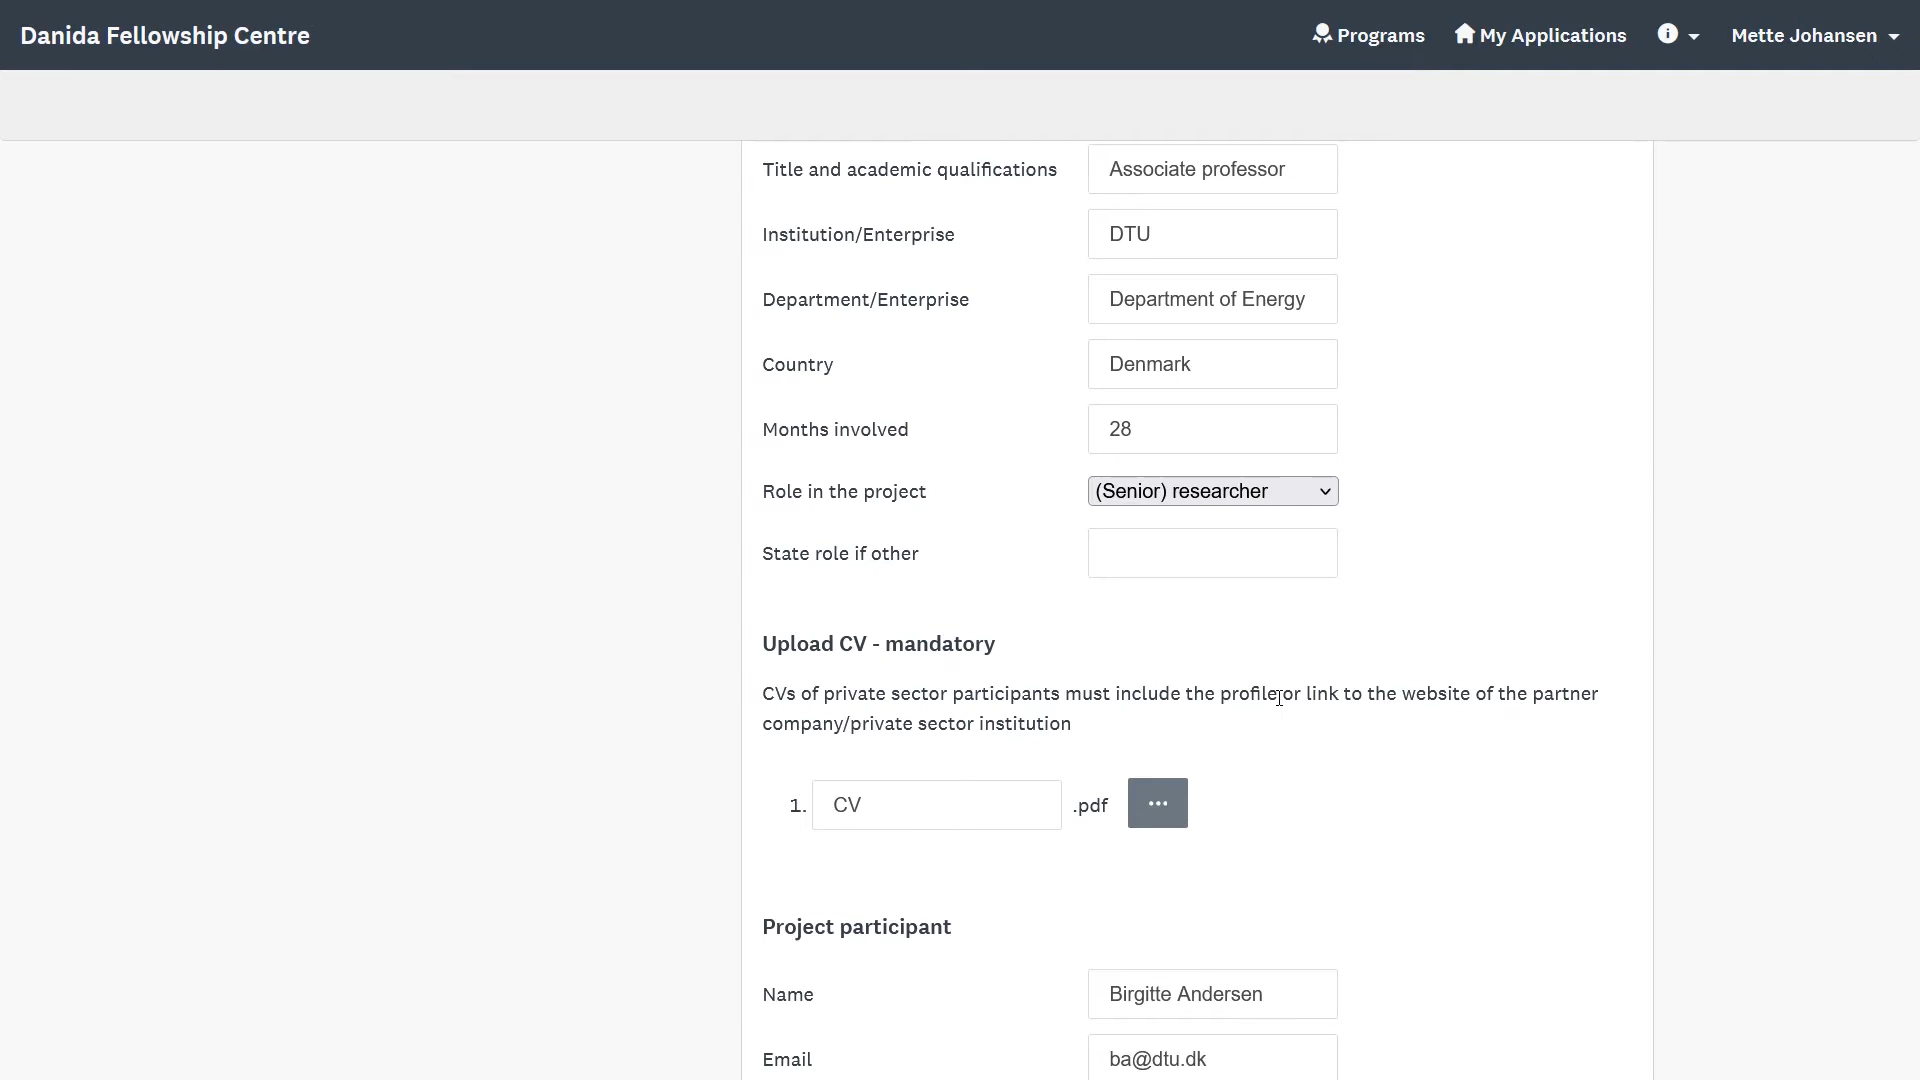 Danida Fellowship Centre
Programs
My Applications
Mette Johansen
Title and academic qualifications
Associate professor
Institution/Enterprise
DTU
Department/Enterprise
Department of Energy
Country
Denmark
Months involved
28
Role in the project
(Senior) researcher
State role if other
Upload CV - mandatory
CVs of private sector participants must include the profile or link to the website of the partner
company/private sector institution
1. CV .pdf ...
Project participant
Name
Birgitte Andersen
Email
ba@dtu.dk